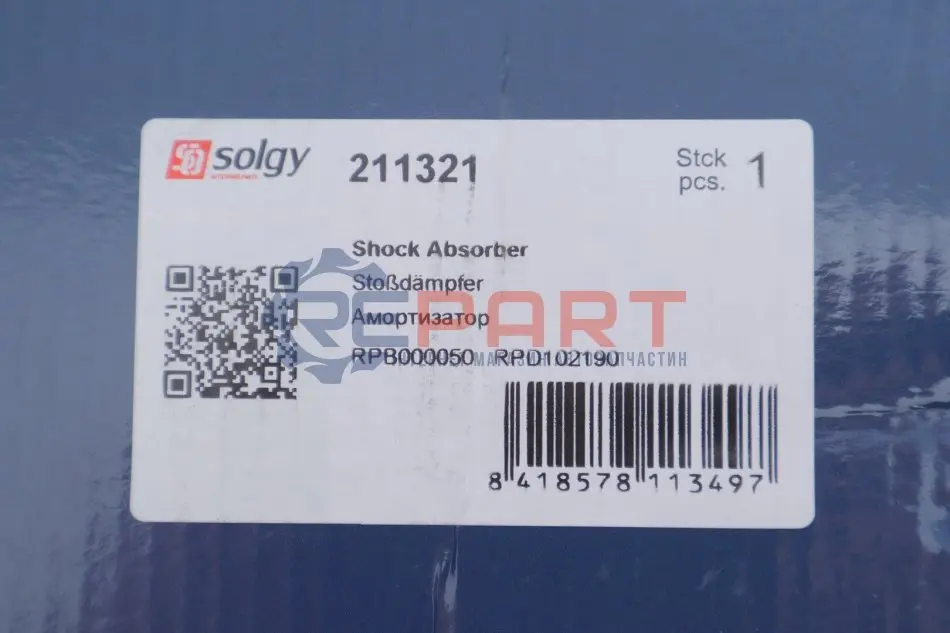 solgy
211321
Stck
pcs.
1
Shock Absorber
Stoßdämpfer
Амортизатор
REPART
RPB000050 RPD102190
8 418578 113497